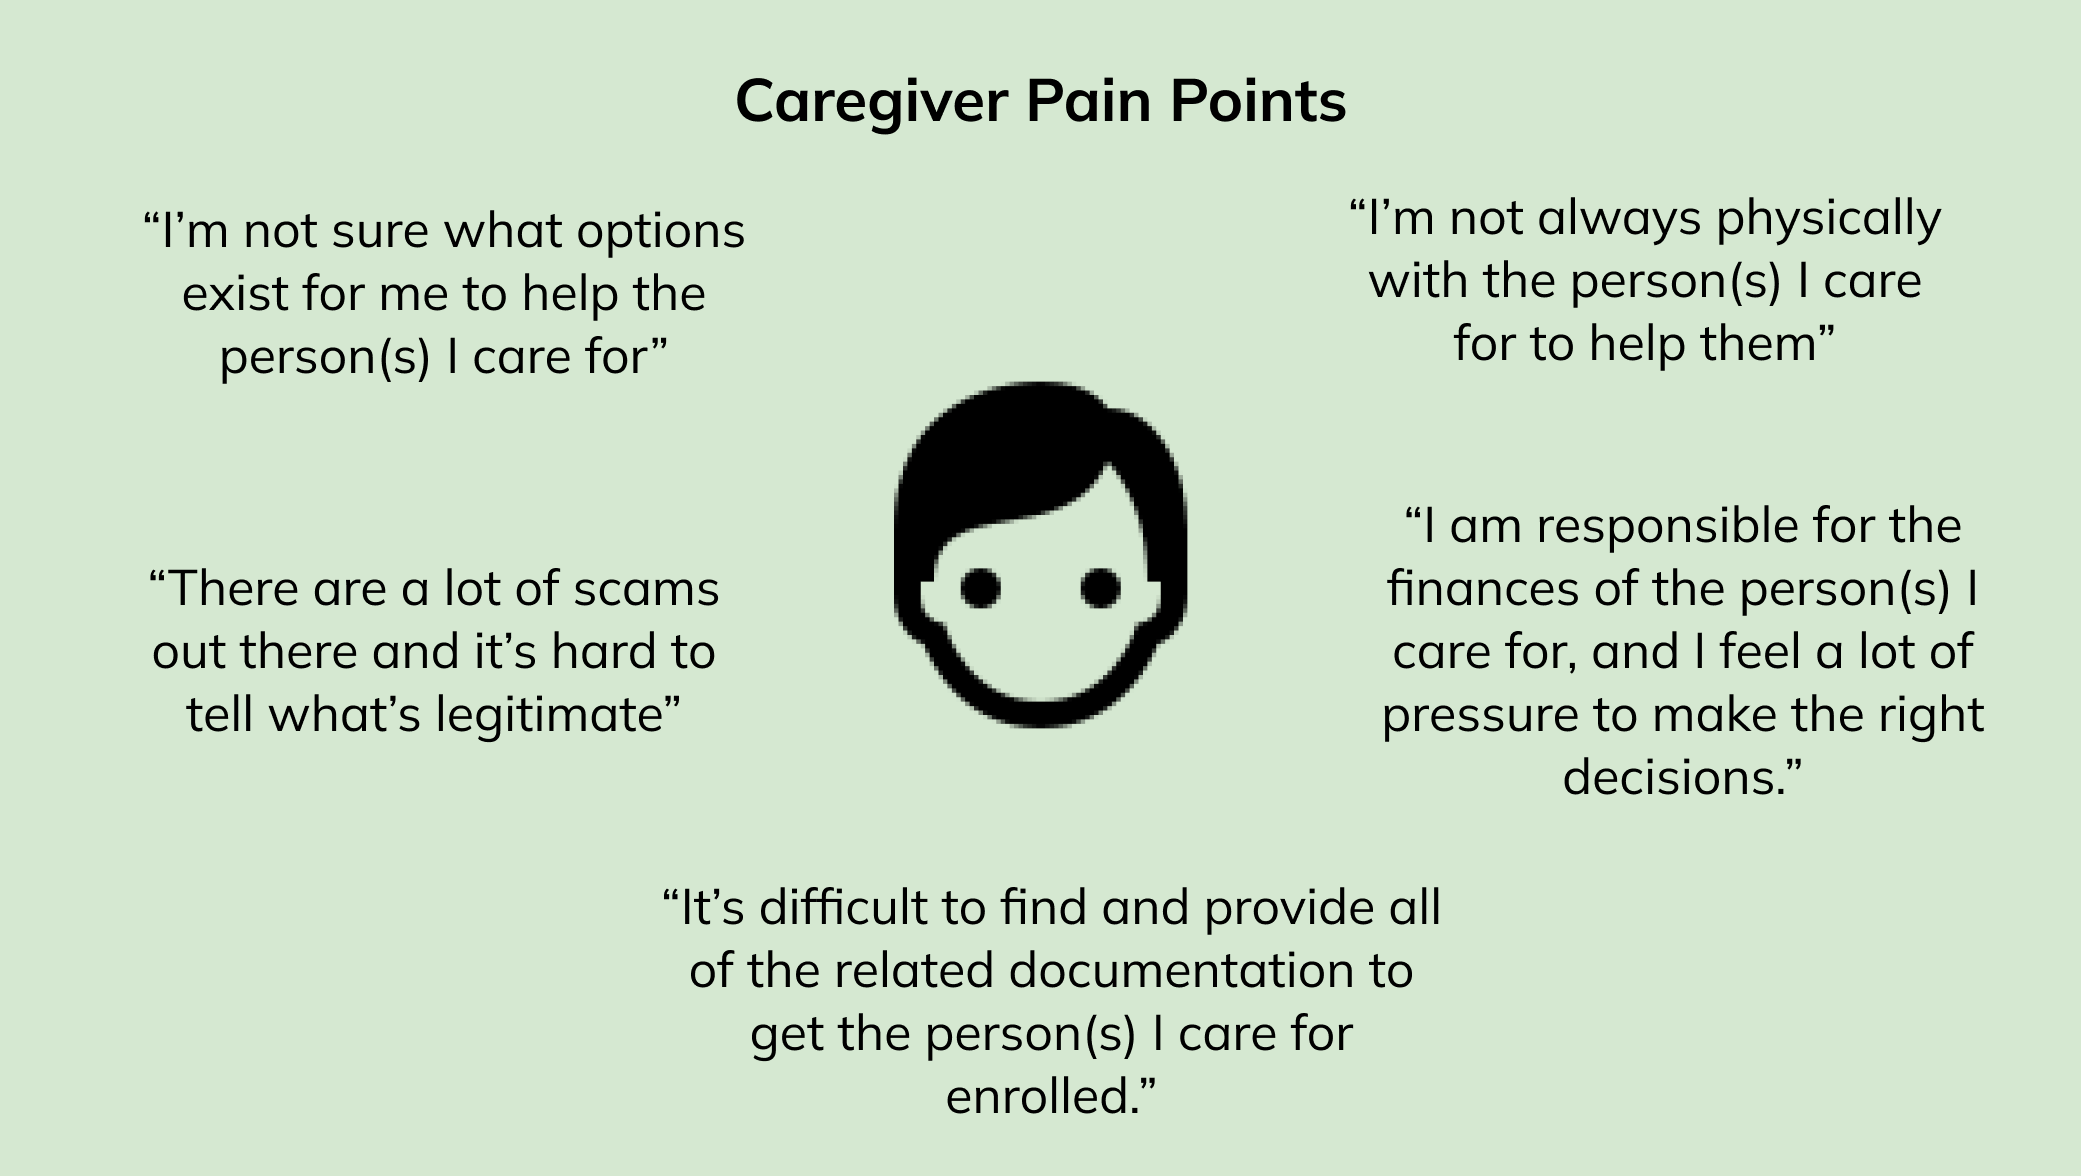 Caregiver Pain Points
“I’m not sure what options
exist for me to help the
person(s) I care for”
“I’m not always physically
with the person(s) I care
for to help them”
“There are a lot of scams
out there and it’s hard to
tell what’s legitimate”
“I am responsible for the
finances of the person(s) I
care for, and I feel a lot of
pressure to make the right
decisions.”
“It’s difficult to find and provide all
of the related documentation to
get the person(s) I care for
enrolled.”